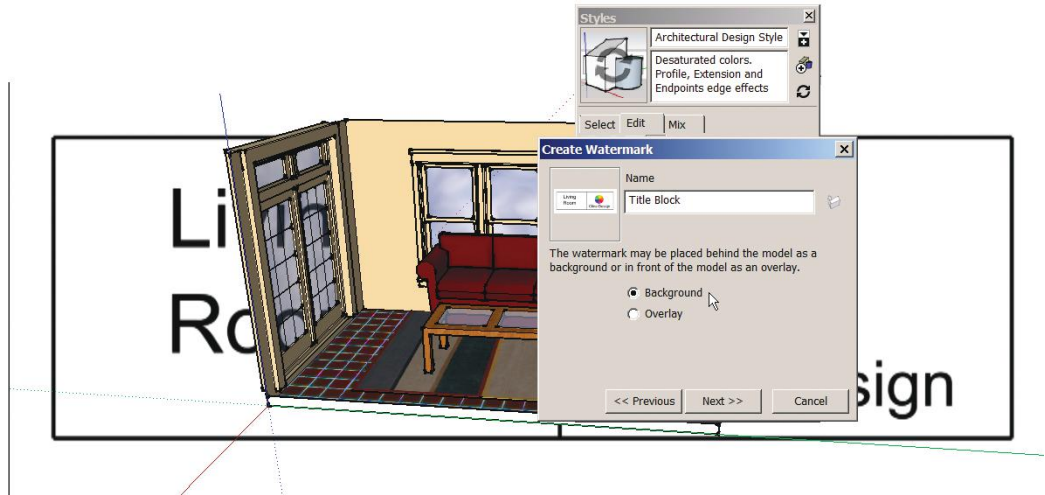 Styles
Architectural Design Style
Desaturated colors.
Profile, Extension and
Endpoints edge effects
Select Edit Mix
Create Watermark
Name
Title Block
Living
Room
The watermark may be placed behind the model as a
background or in front of the model as an overlay.
Background
Overlay
<< Previous Next >> Cancel
sign